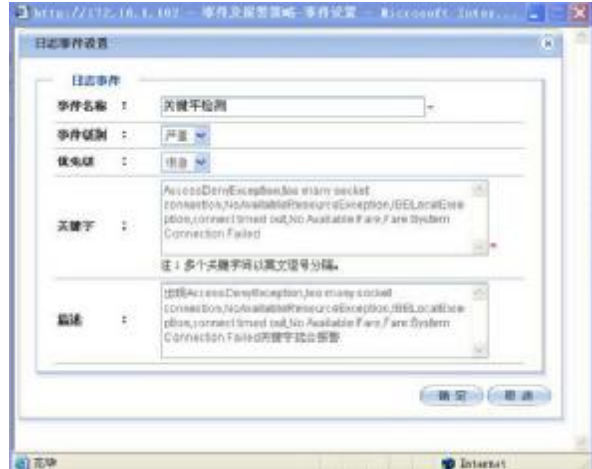 http://172.16.1.102 - 事件及报警策略-事件设置 - Microsoft Inter...
日志事件设置
日志事件
事件名称 : 关键字检测
事件级别 : 严重
优先级 :
关键字 : AccessDenyException,too many socket
connection,NoAvailableResourceException,IBELocalExce
ption,connect timed out,No Available Fare,Fare System
Connection Failed
*
注：多个关键字间以英文逗号分隔。
描述 : 出现AccessDenyException,too many socket
connection,NoAvailableResourceException,IBELocalExce
ption,connect timed out,No Available Fare,Fare System
Connection Failed关键字就会报警
确 定
完毕 Internet